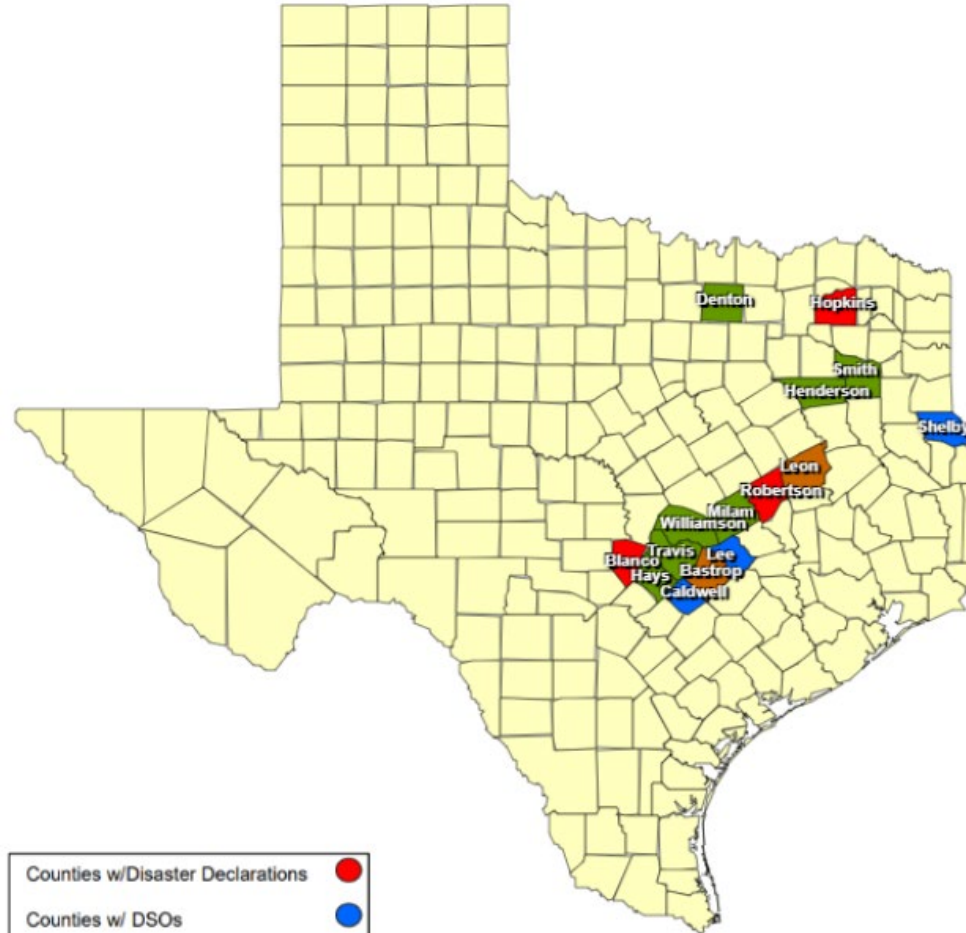 Denton
Hopkins
Smith
Henderson
Shelby
Leon
Robertson
Milam
Williamson
Travis
Lee
Blanco
Bastrop
Hays
Caldwell
Counties w/Disaster Declarations
Counties w/ DSOs